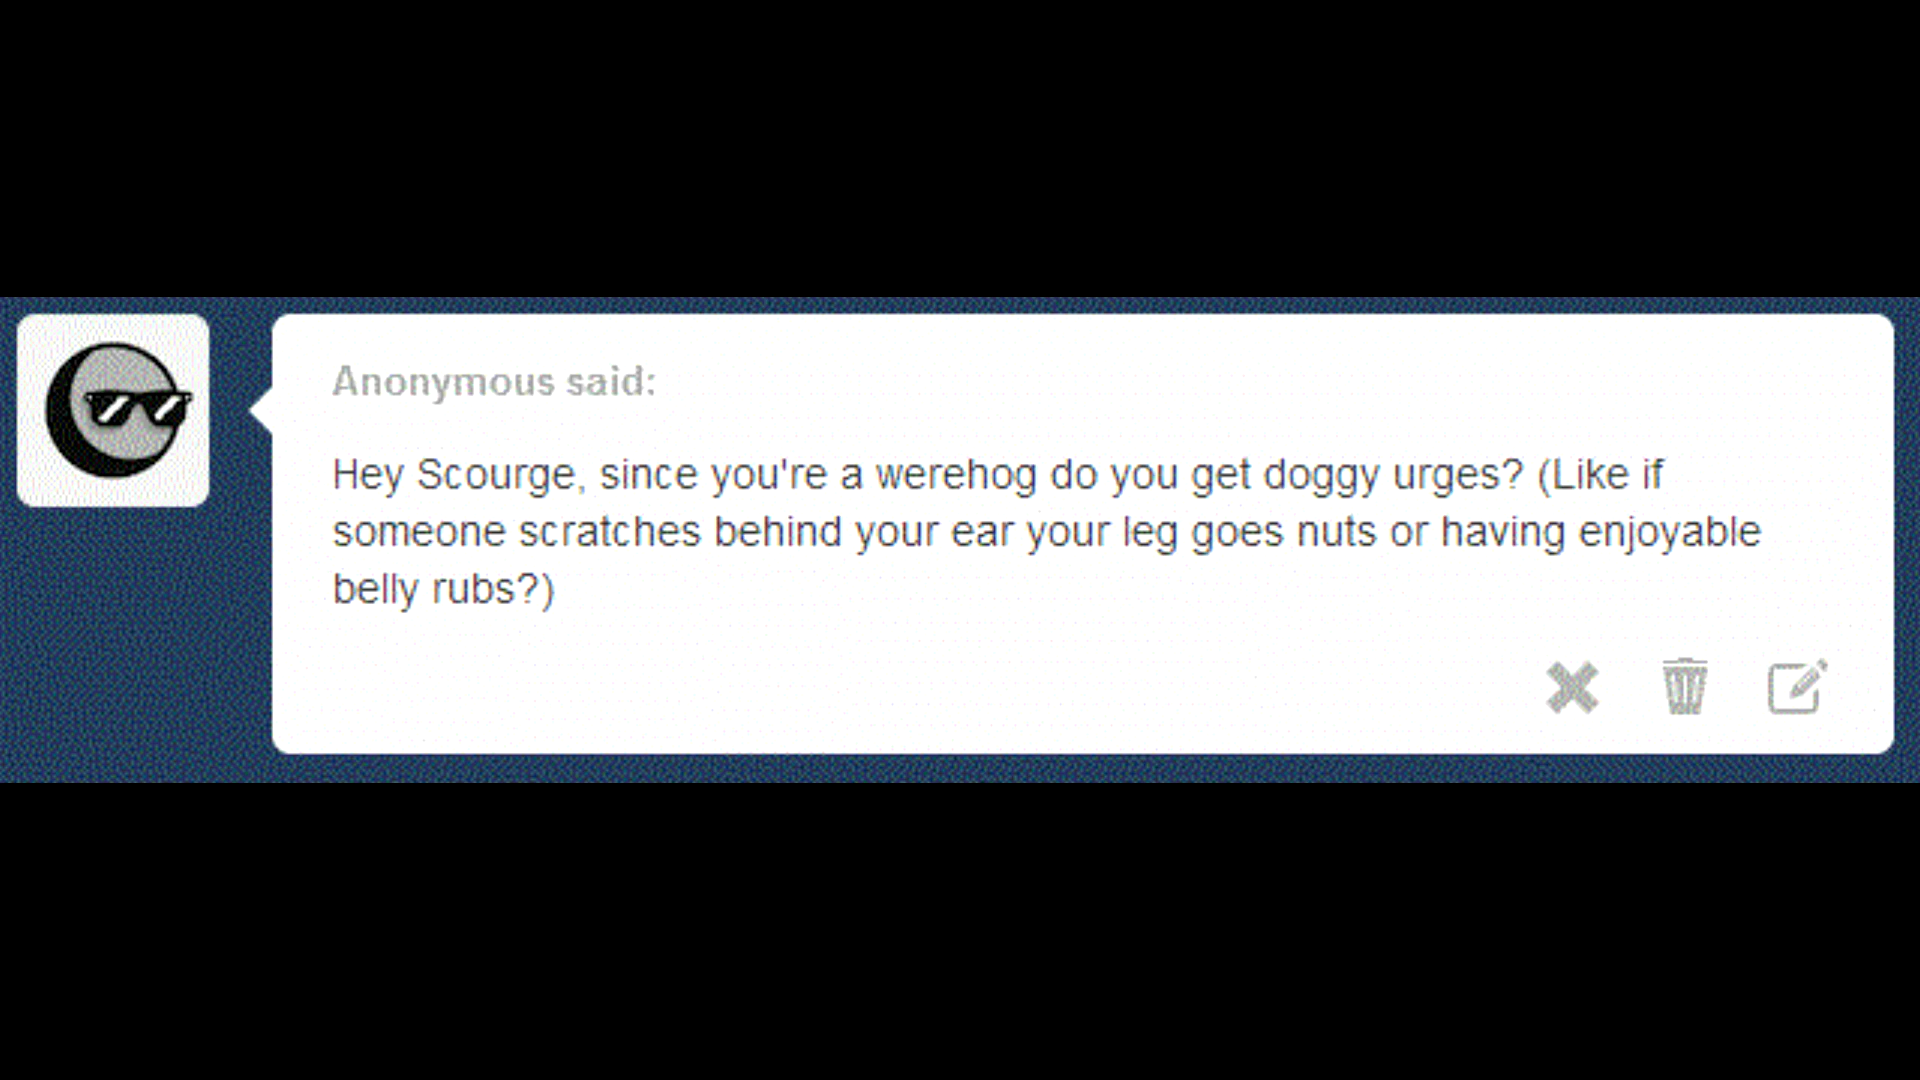 Anonymous said:
Hey Scourge, since you're a werehog do you get doggy urges? (Like if
someone scratches behind your ear your leg goes nuts or having enjoyable
belly rubs?)